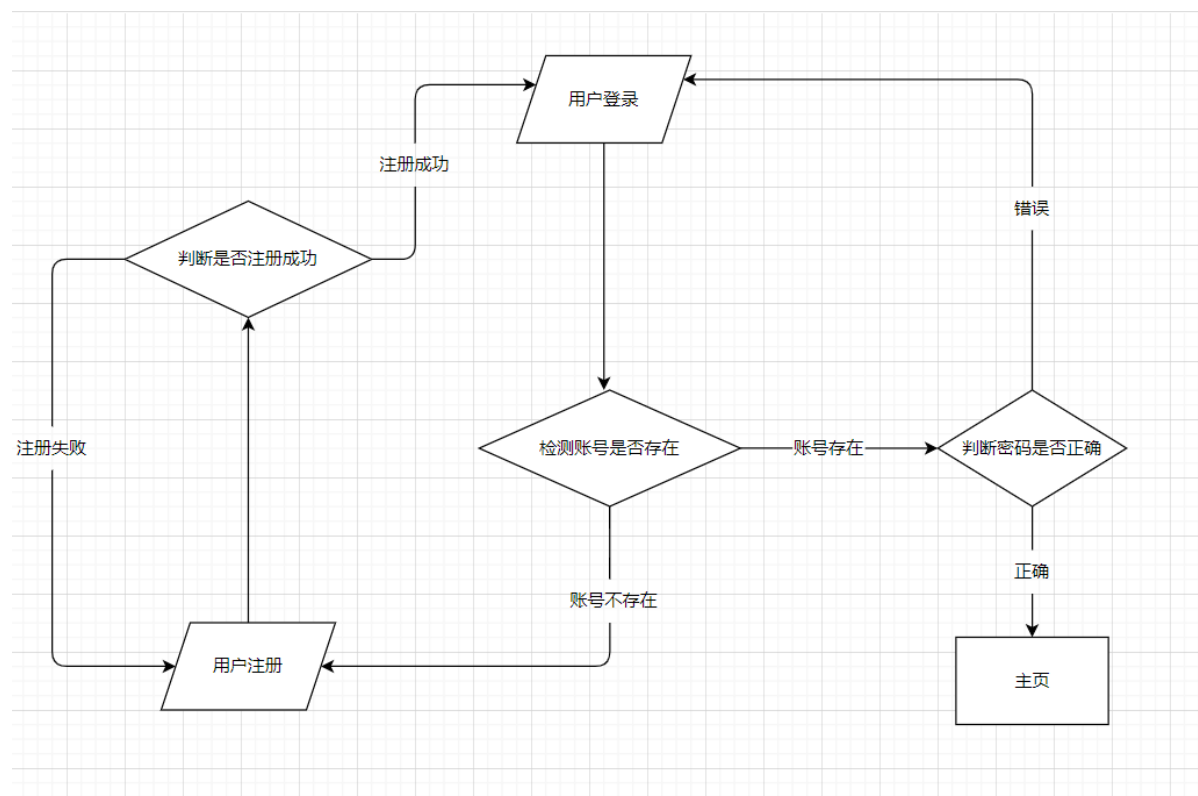 用户登录
注册成功
错误
判断是否注册成功
注册失败
检测账号是否存在
账号存在
判断密码是否正确
正确
账号不存在
用户注册
主页